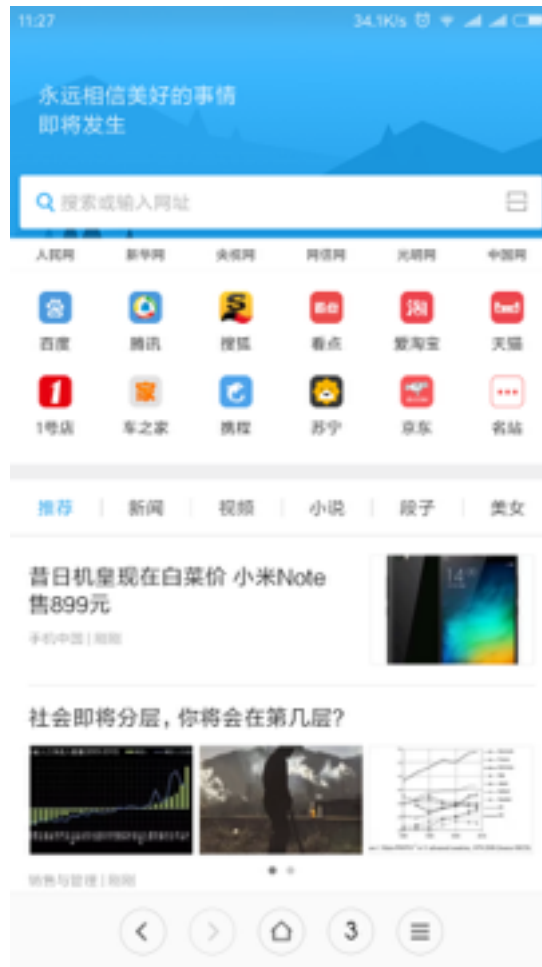 11:27 34.1K/s
永远相信美好的事情
即将发生
搜索或输入网址
人民网 新华网 央视网 网信网 光明网 中国网
百度 腾讯 搜狐 看点 爱淘宝 天猫
1号店 车之家 携程 苏宁 京东 名站
推荐 新闻 视频 小说 段子 美女
昔日机皇现在白菜价 小米Note
售899元
手机中国 | 刚刚
社会即将分层，你将会在第几层?
销售与管理 | 刚刚
3